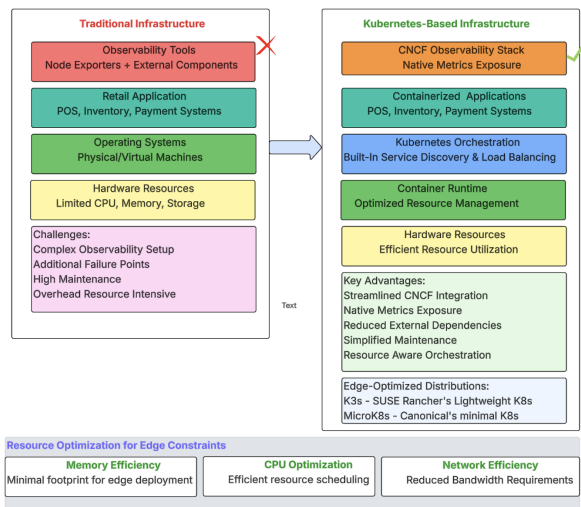 Traditional Infrastructure
Observability Tools
Node Exporters + External Components
Retail Application
POS, Inventory, Payment Systems
Operating Systems
Physical/Virtual Machines
Hardware Resources
Limited CPU, Memory, Storage
Challenges:
Complex Observability Setup
Additional Failure Points
High Maintenance
Overhead Resource Intensive
Text
Kubernetes-Based Infrastructure
CNCF Observability Stack
Native Metrics Exposure
Containerized Applications
POS, Inventory, Payment Systems
Kubernetes Orchestration
Built-In Service Discovery & Load Balancing
Container Runtime
Optimized Resource Management
Hardware Resources
Efficient Resource Utilization
Key Advantages:
Streamlined CNCF Integration
Native Metrics Exposure
Reduced External Dependencies
Simplified Maintenance
Resource Aware Orchestration
Edge-Optimized Distributions:
K3s - SUSE Rancher's Lightweight K8s
MicroK8s - Canonical's minimal K8s
Resource Optimization for Edge Constraints
Memory Efficiency
Minimal footprint for edge deployment
CPU Optimization
Efficient resource scheduling
Network Efficiency
Reduced Bandwidth Requirements